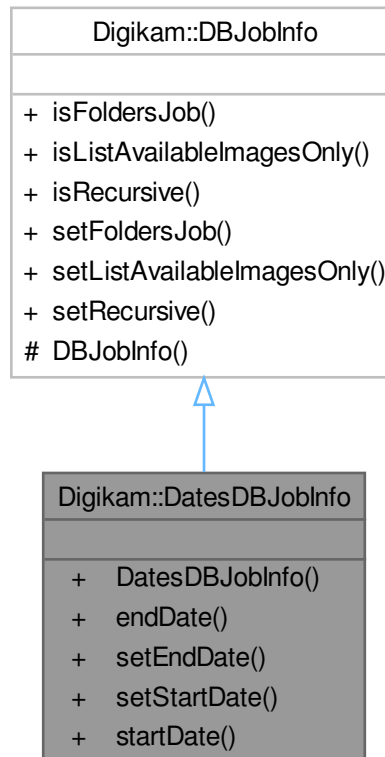 Digikam::DBJobInfo
+ isFoldersJob()
+ isListAvailableImagesOnly()
+ isRecursive()
+ setFoldersJob()
+ setListAvailableImagesOnly()
+ setRecursive()
# DBJobInfo()
Digikam::DatesDBJobInfo
+ DatesDBJobInfo()
+ endDate()
+ setEndDate()
+ setStartDate()
+ startDate()